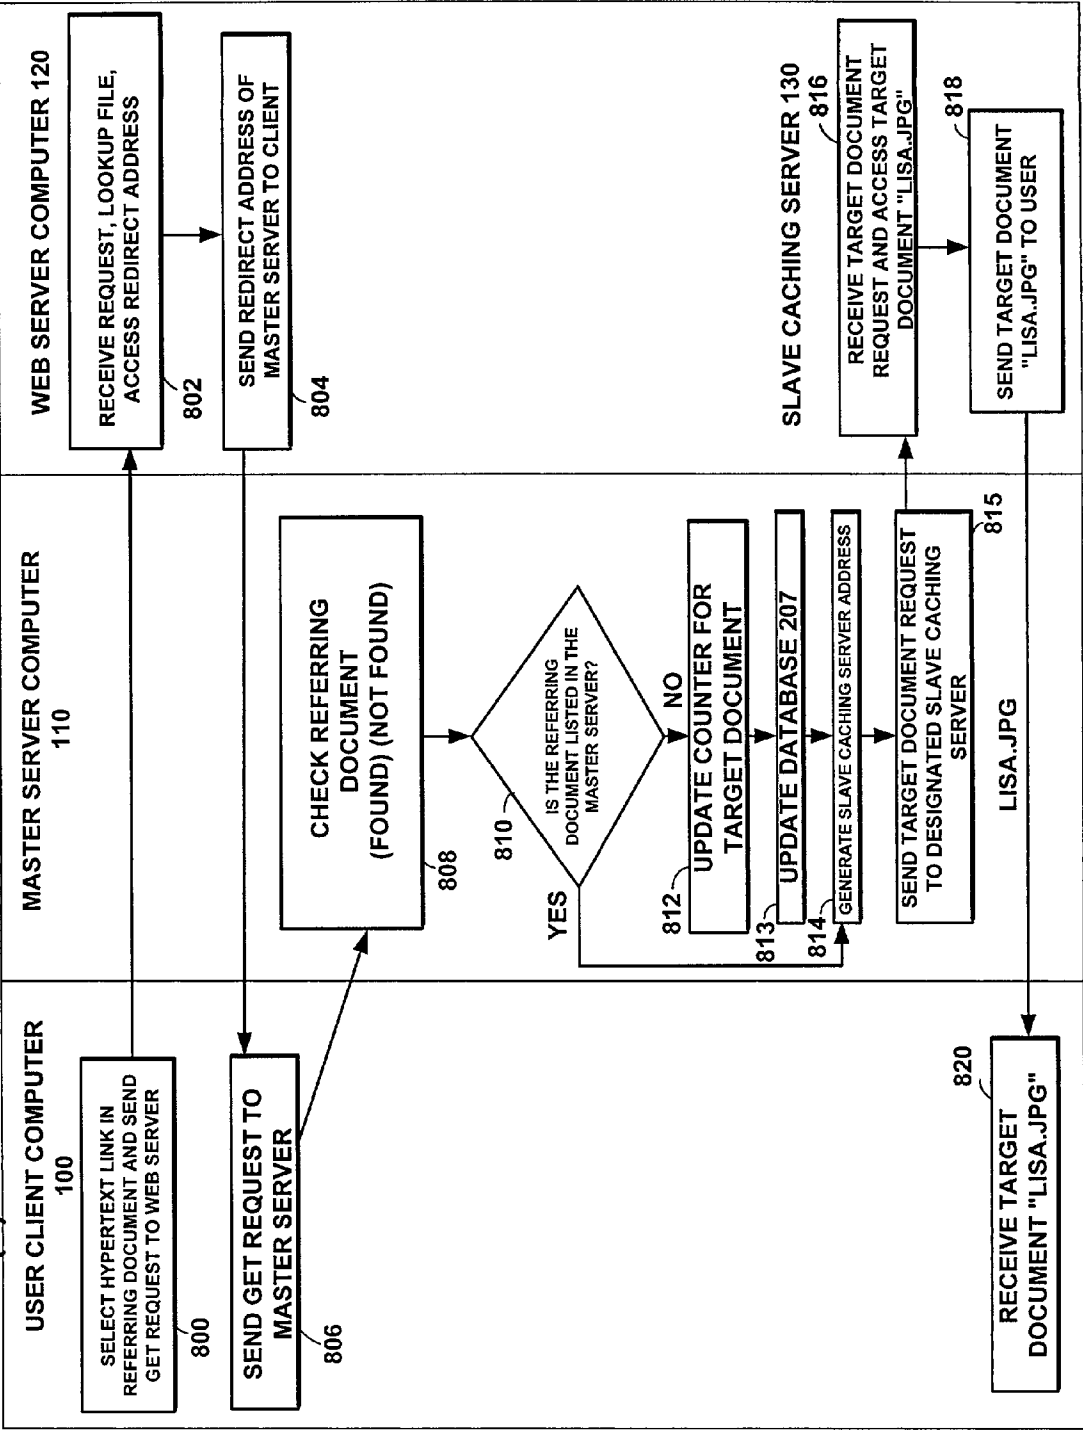 USER CLIENT COMPUTER
100
MASTER SERVER COMPUTER
110
WEB SERVER COMPUTER 120
SELECT HYPERTEXT LINK IN
REFERRING DOCUMENT AND SEND
GET REQUEST TO WEB SERVER
800
RECEIVE REQUEST, LOOKUP FILE,
ACCESS REDIRECT ADDRESS
802
SEND REDIRECT ADDRESS OF
MASTER SERVER TO CLIENT
804
SEND GET REQUEST TO
MASTER SERVER
806
CHECK REFERRING
DOCUMENT
(FOUND) (NOT FOUND)
808
IS THE REFERRING
DOCUMENT LISTED IN THE
MASTER SERVER?
810
YES
NO
UPDATE COUNTER FOR
TARGET DOCUMENT
812
UPDATE DATABASE 207
813
GENERATE SLAVE CACHING SERVER ADDRESS
814
SEND TARGET DOCUMENT REQUEST
TO DESIGNATED SLAVE CACHING
SERVER
815
SLAVE CACHING SERVER 130
816
RECEIVE TARGET DOCUMENT
REQUEST AND ACCESS TARGET
DOCUMENT "LISA.JPG"
818
SEND TARGET DOCUMENT
"LISA.JPG" TO USER
LISA.JPG
820
RECEIVE TARGET
DOCUMENT "LISA.JPG"